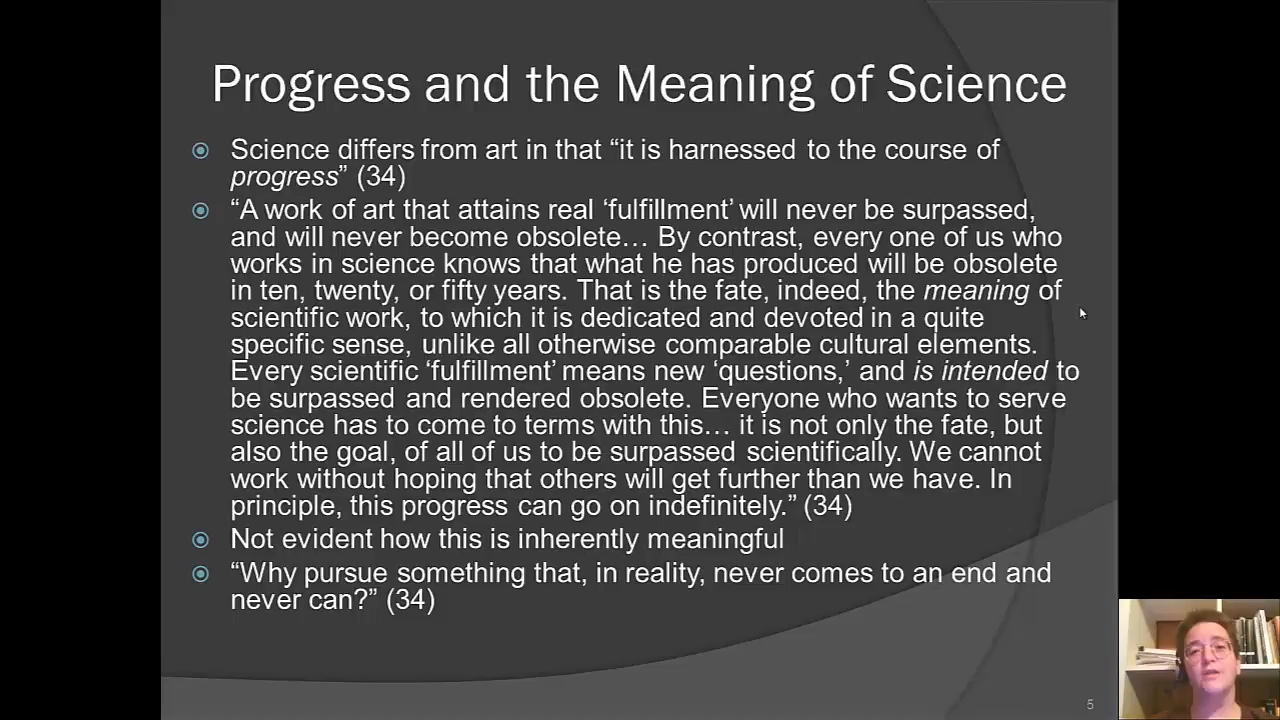 Progress and the Meaning of Science
Science differs from art in that “it is harnessed to the course of
progress” (34)
“A work of art that attains real ‘fulfillment’ will never be surpassed,
and will never become obsolete… By contrast, every one of us who
works in science knows that what he has produced will be obsolete
in ten, twenty, or fifty years. That is the fate, indeed, the meaning of
scientific work, to which it is dedicated and devoted in a quite
specific sense, unlike all otherwise comparable cultural elements.
Every scientific ‘fulfillment’ means new ‘questions,’ and is intended to
be surpassed and rendered obsolete. Everyone who wants to serve
science has to come to terms with this… it is not only the fate, but
also the goal, of all of us to be surpassed scientifically. We cannot
work without hoping that others will get further than we have. In
principle, this progress can go on indefinitely.” (34)
Not evident how this is inherently meaningful
“Why pursue something that, in reality, never comes to an end and
never can?” (34)
5